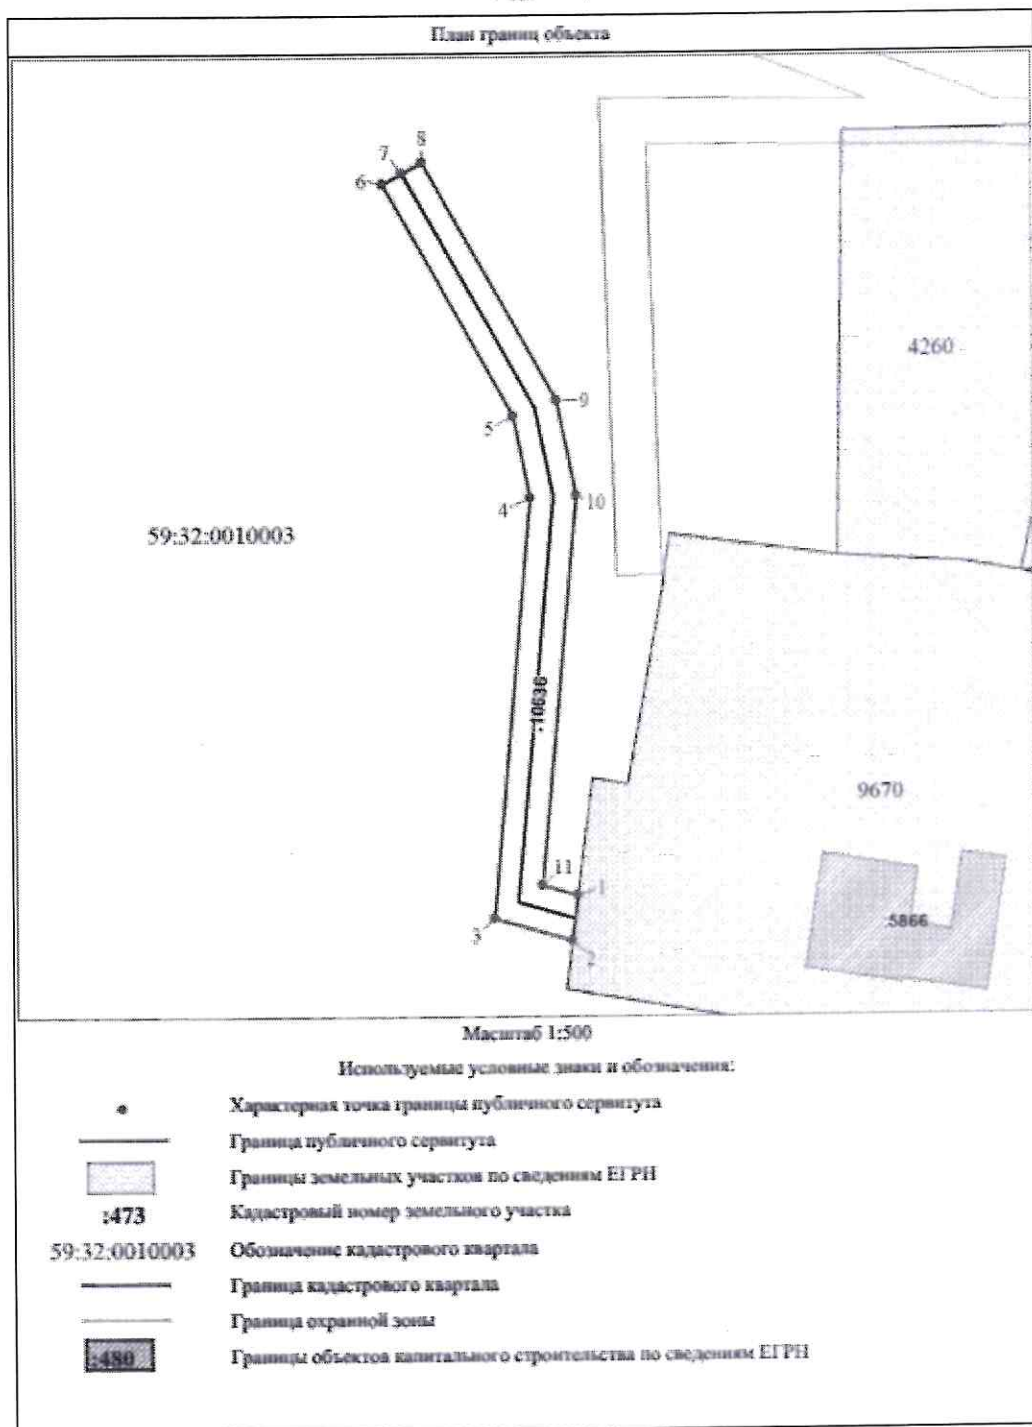 План границ объекта
8
7
6
4260
9
5
4
10
59:32:0010003
:10636
9670
11
1
:5866
3
2
Масштаб 1:500
Используемые условные знаки и обозначения:
Характерная точка границы публичного сервитута
Граница публичного сервитута
Границы земельных участков по сведениям ЕГРН
:473 Кадастровый номер земельного участка
59:32:0010003 Обозначение кадастрового квартала
Граница кадастрового квартала
Граница охранной зоны
:480 Границы объектов капитального строительства по сведениям ЕГРН